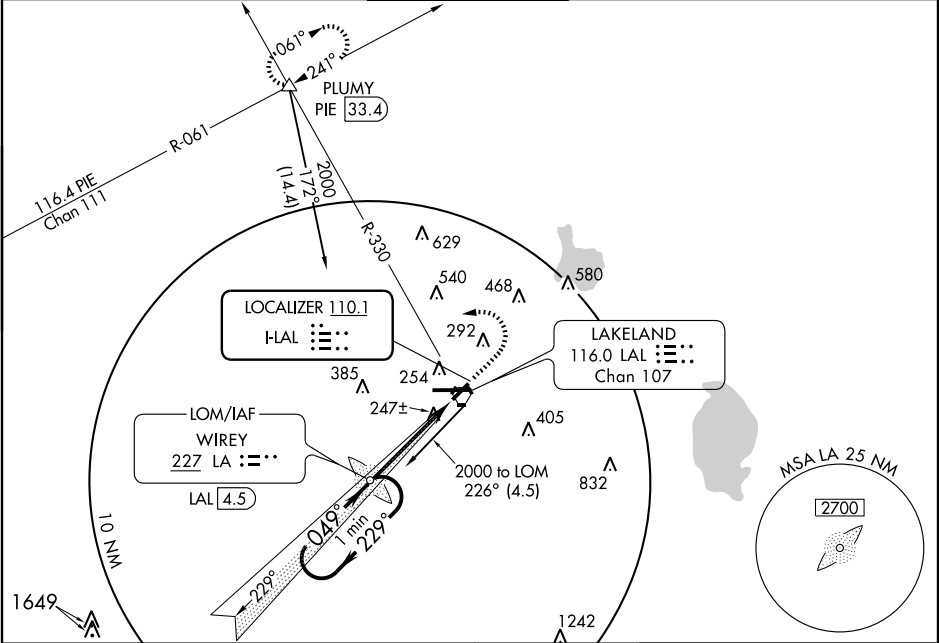 061°
241°
PLUMY
PIE 33.4
R-061
116.4 PIE
Chan 111
2000
172°
(14.4)
R-330
629
540
468
580
LOCALIZER 110.1
I-LAL
292
LAKELAND
116.0 LAL
Chan 107
385
254
247±
LOM/IAF
WIREY
227 LA
LAL 4.5
405
2000 to LOM
226° (4.5)
832
MSA LA 25 NM
2700
049°
1 min
229°
229°
10 NM
1649
1242